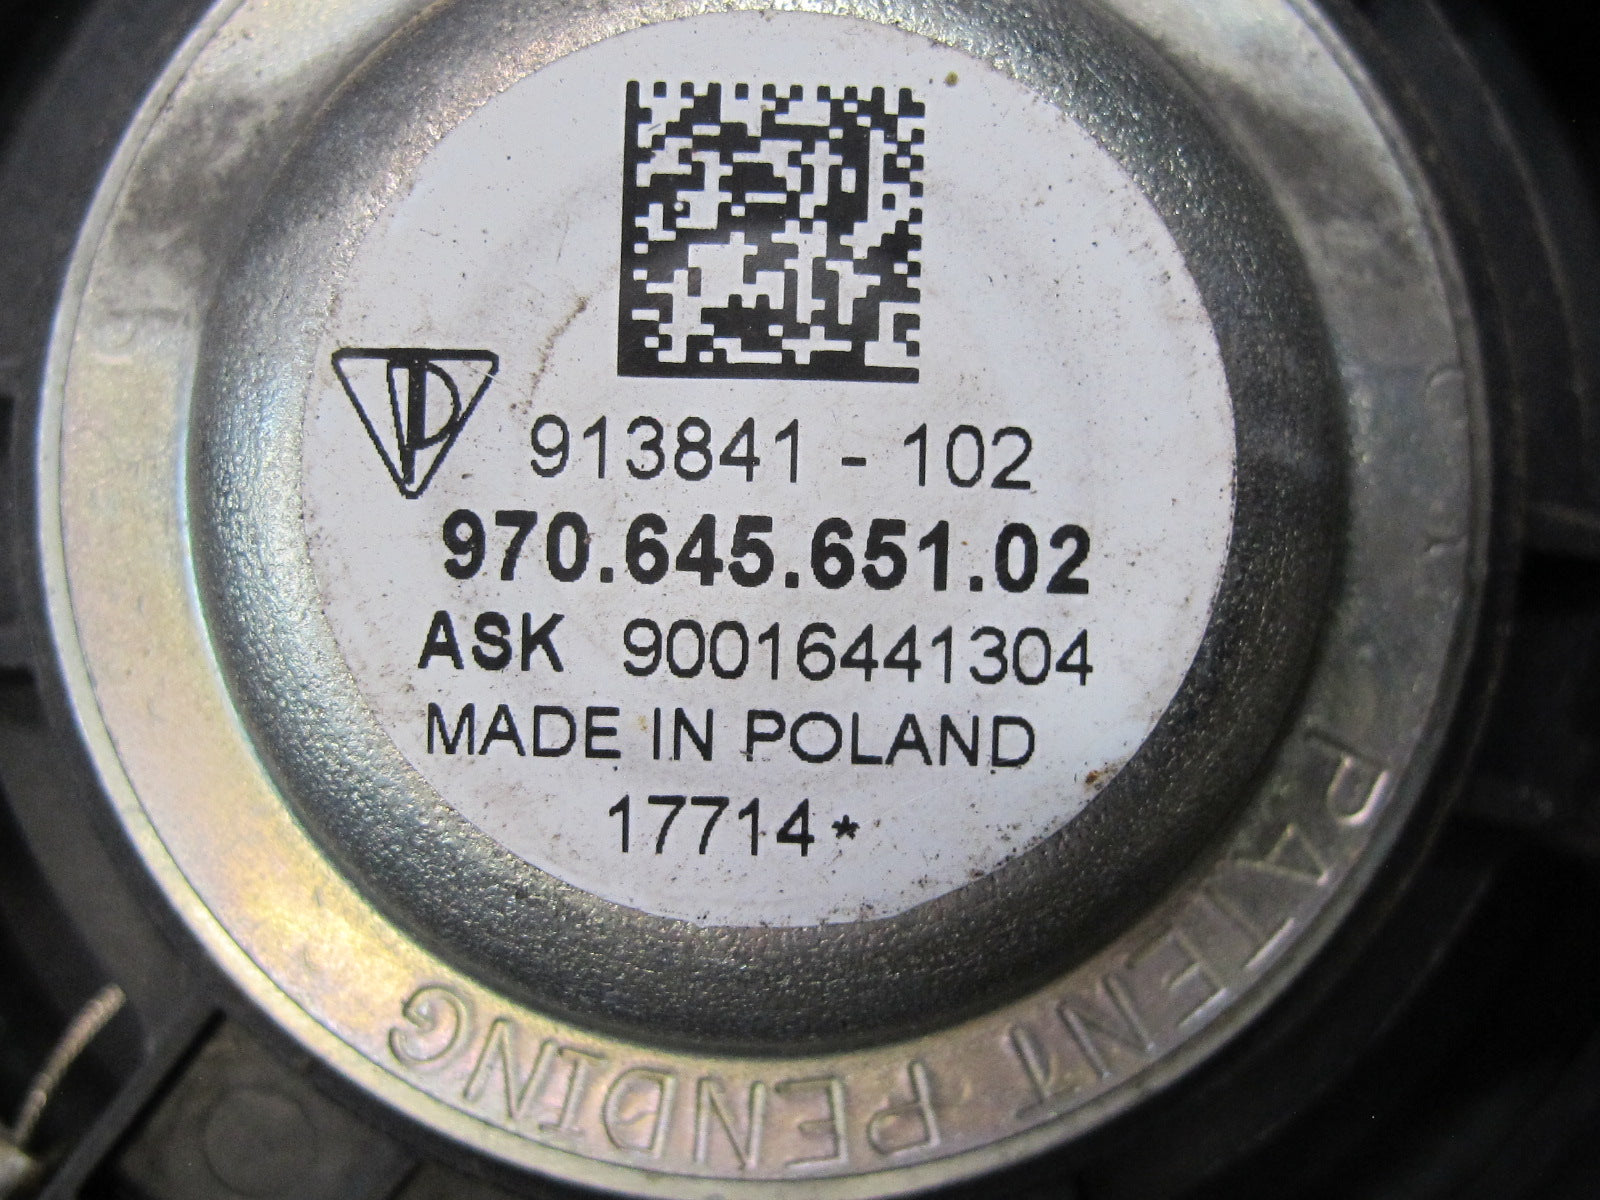 913841 - 102
970.645.651.02
ASK 90016441304
MADE IN POLAND
17714*
PATENT PENDING